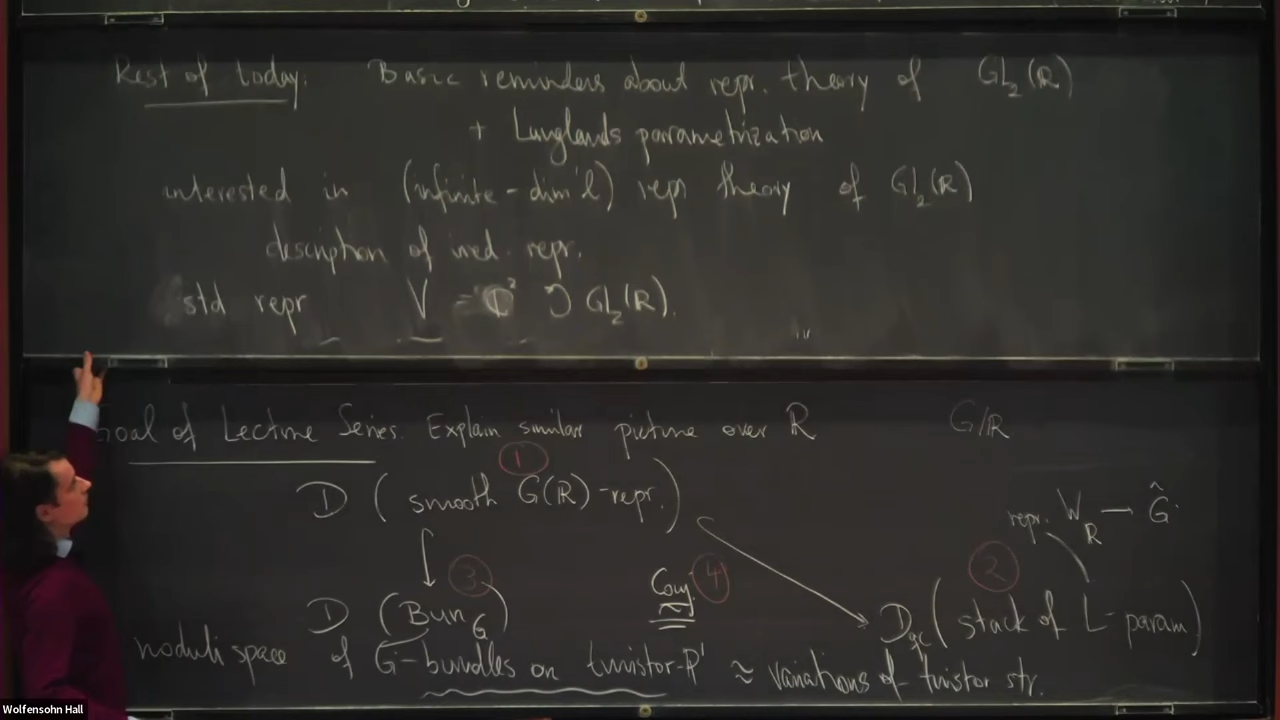 Rest of today. Basic reminders about repr. theory of GL₂(ℝ)
+ Langlands parametrization
interested in (infinite-dim'l) repr theory of GL₂(ℝ)
description of irred. repr.
std repr V = ℂ² ↻ GL₂(ℝ).
Goal of Lecture Series. Explain similar picture over ℝ G/ℝ
①
D (smooth G(ℝ)-repr.)
repr. W_ℝ → Ĝ
③ Conj. ④ ②
D (Bun_G) D_qc (stack of L-param)
moduli space of G-bundles on twistor-ℙ¹ ≈ variations of twistor str.
Wolfensohn Hall